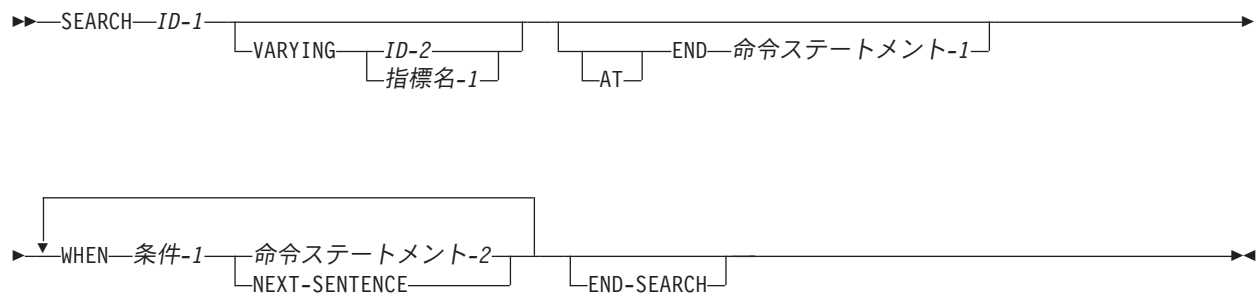 SEARCH ID-1
VARYING ID-2 END 命令ステートメント-1
指標名-1 AT
WHEN 条件-1 命令ステートメント-2
NEXT-SENTENCE END-SEARCH